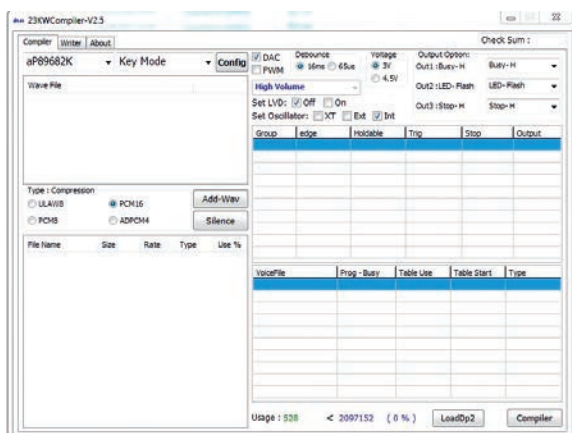 23KWCompiler-V2.5
Compiler Writer About
Check Sum :
aP89682K Key Mode Config
Wave File
DAC
PWM
Debounce
16ms 65us
Voltage
3V
4.5V
Output Option:
Out1 :Busy-H Busy-H
Out2 :LED-Flash LED-Flash
Out3 :Stop-H Stop-H
High Volume
Set LVD: Off On
Set Oscillator: XT Ext Int
Group edge Holdable Trig Stop Output
Type : Compression
ULAW8 PCM16 Add-Wav
PCM8 ADPCM4 Silence
File Name Size Rate Type Use %
VoiceFile Prog - Busy Table Use Table Start Type
Usage : 528 < 2097152 ( 0 % ) LoadDp2 Compiler